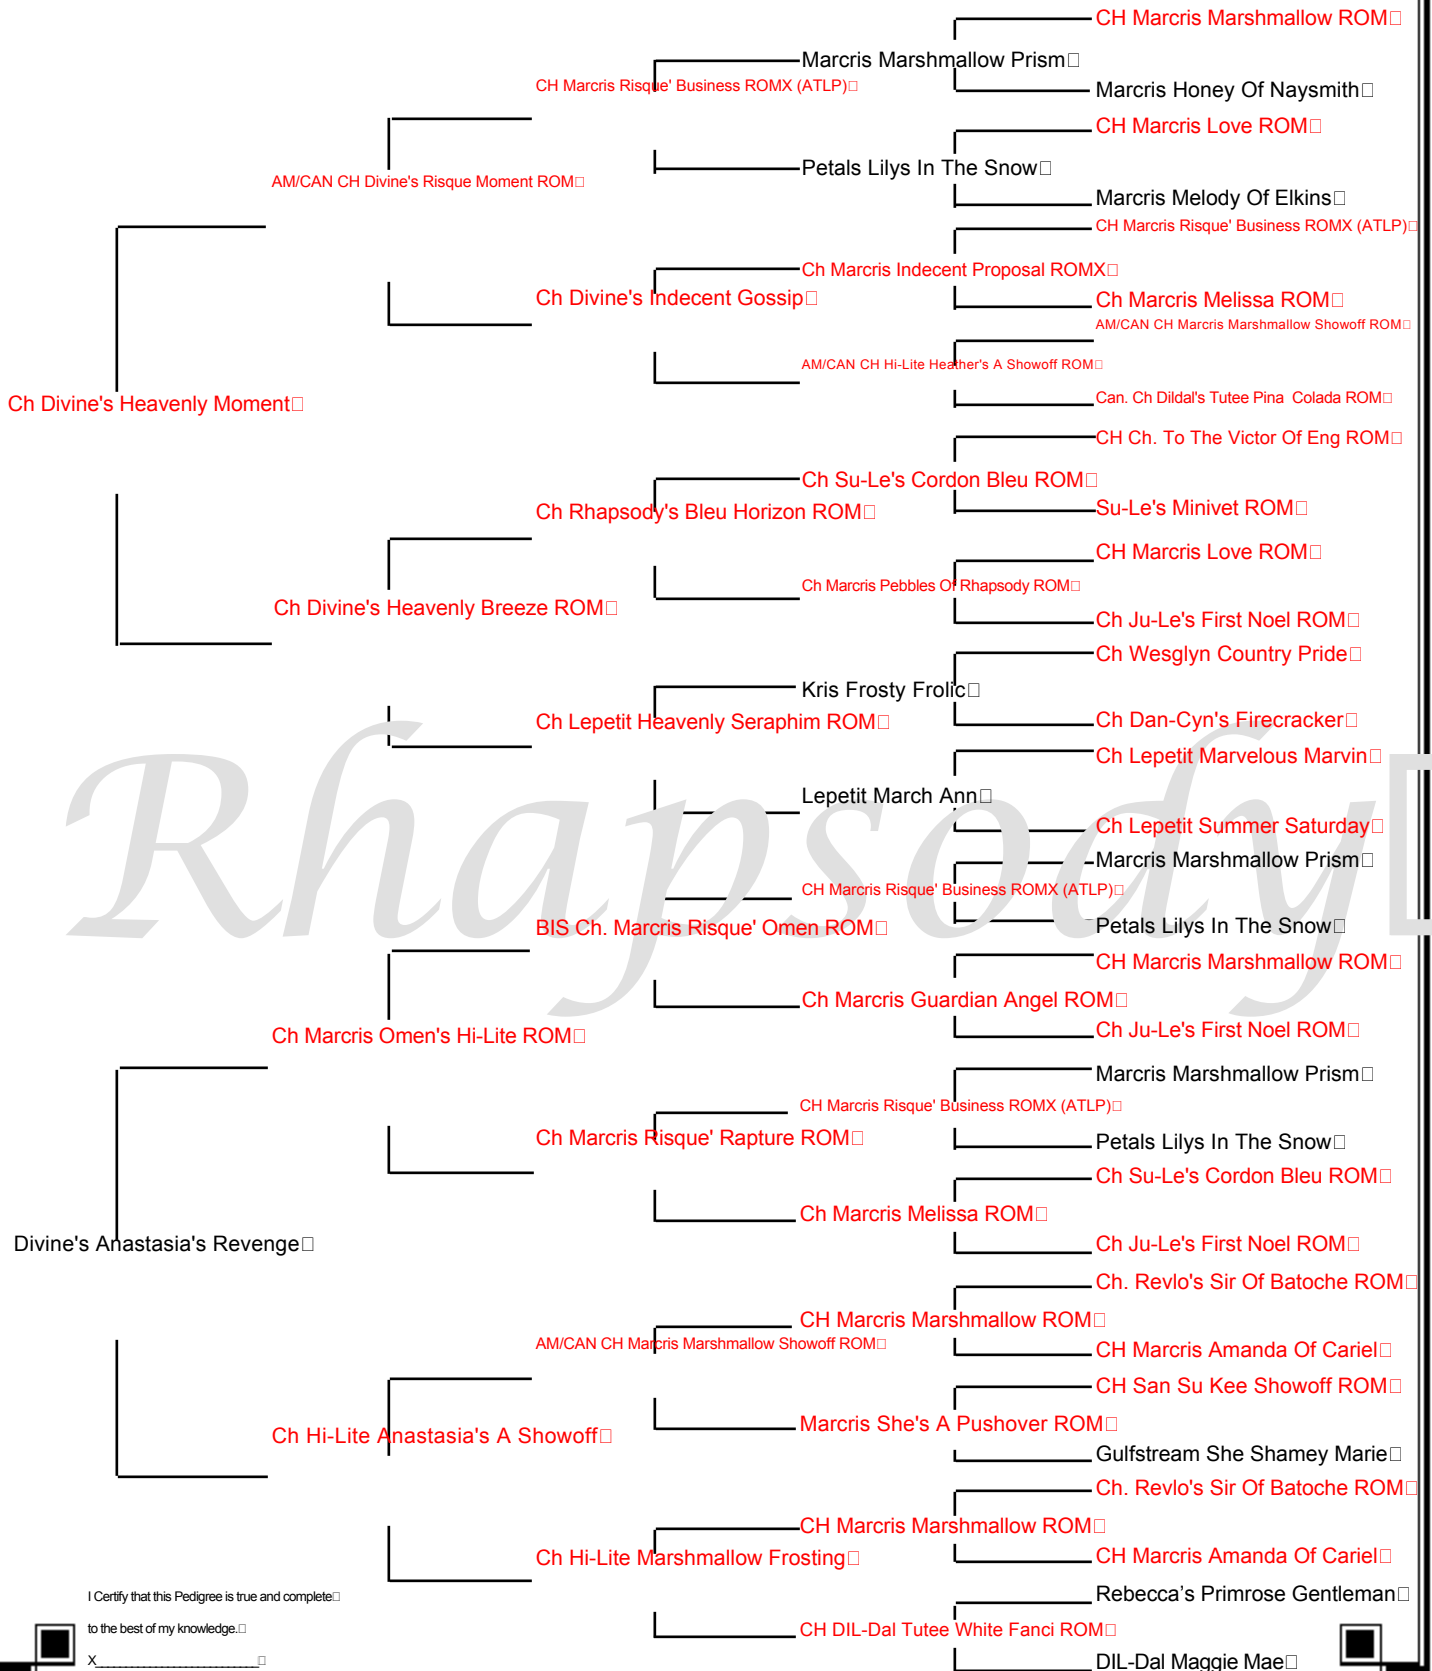 CH Marcris Marshmallow ROM
Marcris Marshmallow Prism
CH Marcris Risque' Business ROMX (ATLP)
Marcris Honey Of Naysmith
CH Marcris Love ROM
Petals Lilys In The Snow
AM/CAN CH Divine's Risque Moment ROM
Marcris Melody Of Elkins
CH Marcris Risque' Business ROMX (ATLP)
Ch Marcris Indecent Proposal ROMX
Ch Divine's Indecent Gossip
Ch Marcris Melissa ROM
AM/CAN CH Marcris Marshmallow Showoff ROM
AM/CAN CH Hi-Lite Heather's A Showoff ROM
Can. Ch Dildal's Tutee Pina Colada ROM
Ch Divine's Heavenly Moment
CH Ch. To The Victor Of Eng ROM
Ch Su-Le's Cordon Bleu ROM
Ch Rhapsody's Bleu Horizon ROM
Su-Le's Minivet ROM
CH Marcris Love ROM
Ch Marcris Pebbles Of Rhapsody ROM
Ch Divine's Heavenly Breeze ROM
Ch Ju-Le's First Noel ROM
Ch Wesglyn Country Pride
Kris Frosty Frolic
Ch Lepetit Heavenly Seraphim ROM
Ch Dan-Cyn's Firecracker
Ch Lepetit Marvelous Marvin
Lepetit March Ann
Ch Lepetit Summer Saturday
Rhapsody
Marcris Marshmallow Prism
CH Marcris Risque' Business ROMX (ATLP)
BIS Ch. Marcris Risque' Omen ROM
Petals Lilys In The Snow
CH Marcris Marshmallow ROM
Ch Marcris Guardian Angel ROM
Ch Marcris Omen's Hi-Lite ROM
Ch Ju-Le's First Noel ROM
Marcris Marshmallow Prism
CH Marcris Risque' Business ROMX (ATLP)
Ch Marcris Risque' Rapture ROM
Petals Lilys In The Snow
Ch Su-Le's Cordon Bleu ROM
Ch Marcris Melissa ROM
Divine's Anastasia's Revenge
Ch Ju-Le's First Noel ROM
Ch. Revlo's Sir Of Batoche ROM
CH Marcris Marshmallow ROM
AM/CAN CH Marcris Marshmallow Showoff ROM
CH Marcris Amanda Of Cariel
CH San Su Kee Showoff ROM
Marcris She's A Pushover ROM
Ch Hi-Lite Anastasia's A Showoff
Gulfstream She Shamey Marie
Ch. Revlo's Sir Of Batoche ROM
CH Marcris Marshmallow ROM
Ch Hi-Lite Marshmallow Frosting
CH Marcris Amanda Of Cariel
Rebecca’s Primrose Gentleman
CH DIL-Dal Tutee White Fanci ROM
DIL-Dal Maggie Mae
I Certify that this Pedigree is true and complete
to the best of my knowledge.
X___________________________